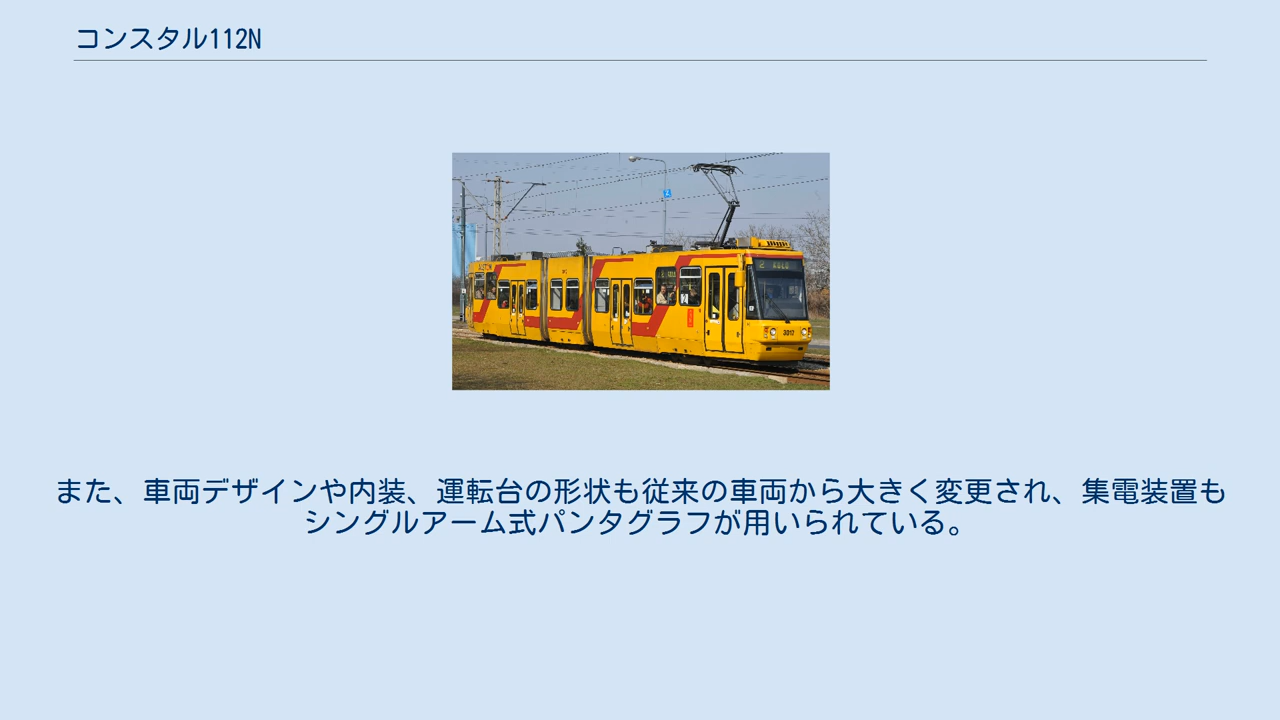 コンスタル112N
2
3017
また、車両デザインや内装、運転台の形状も従来の車両から大きく変更され、集電装置も
シングルアーム式パンタグラフが用いられている。